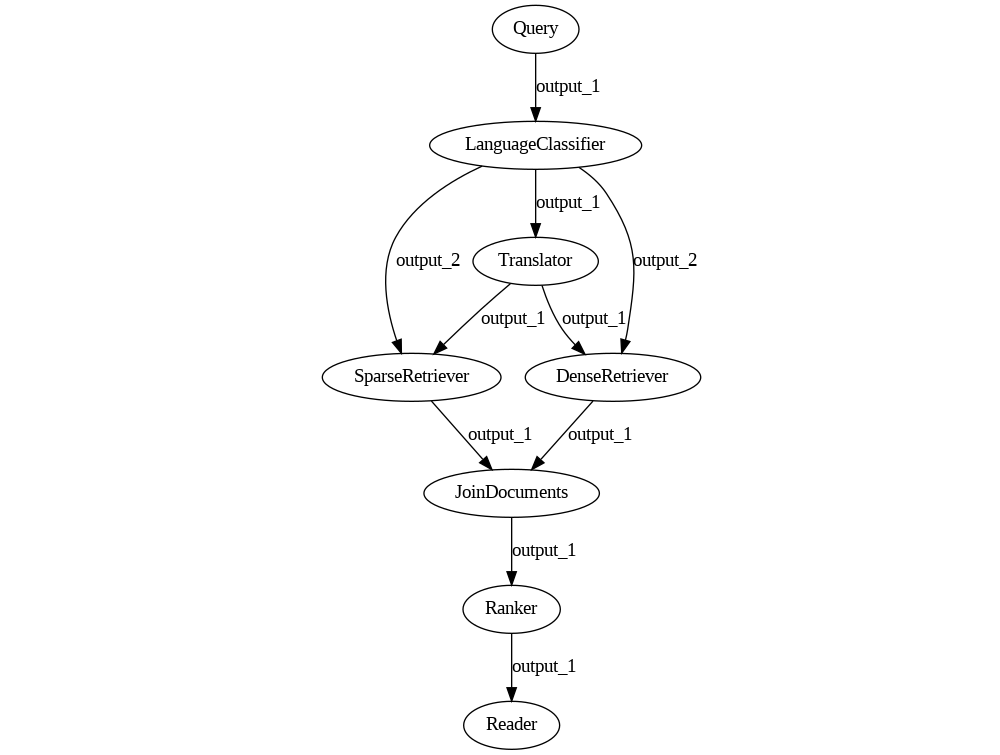 Query
output_1
LanguageClassifier
output_1
output_2
Translator
output_2
output_1
output_1
SparseRetriever
DenseRetriever
output_1
output_1
JoinDocuments
output_1
Ranker
output_1
Reader